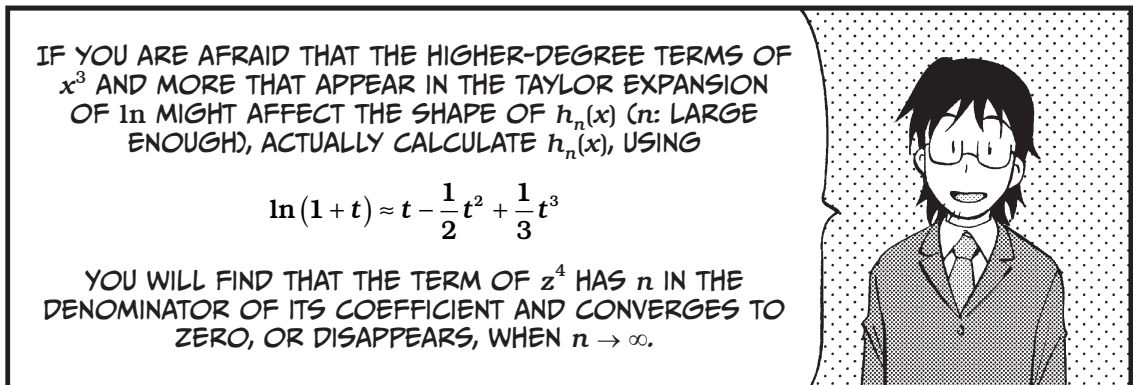 IF YOU ARE AFRAID THAT THE HIGHER-DEGREE TERMS OF
x³ AND MORE THAT APPEAR IN THE TAYLOR EXPANSION
OF ln MIGHT AFFECT THE SHAPE OF hₙ(x) (n: LARGE
ENOUGH), ACTUALLY CALCULATE hₙ(x), USING
ln(1 + t) ≈ t − 1/2 t² + 1/3 t³
YOU WILL FIND THAT THE TERM OF z⁴ HAS n IN THE
DENOMINATOR OF ITS COEFFICIENT AND CONVERGES TO
ZERO, OR DISAPPEARS, WHEN n → ∞.